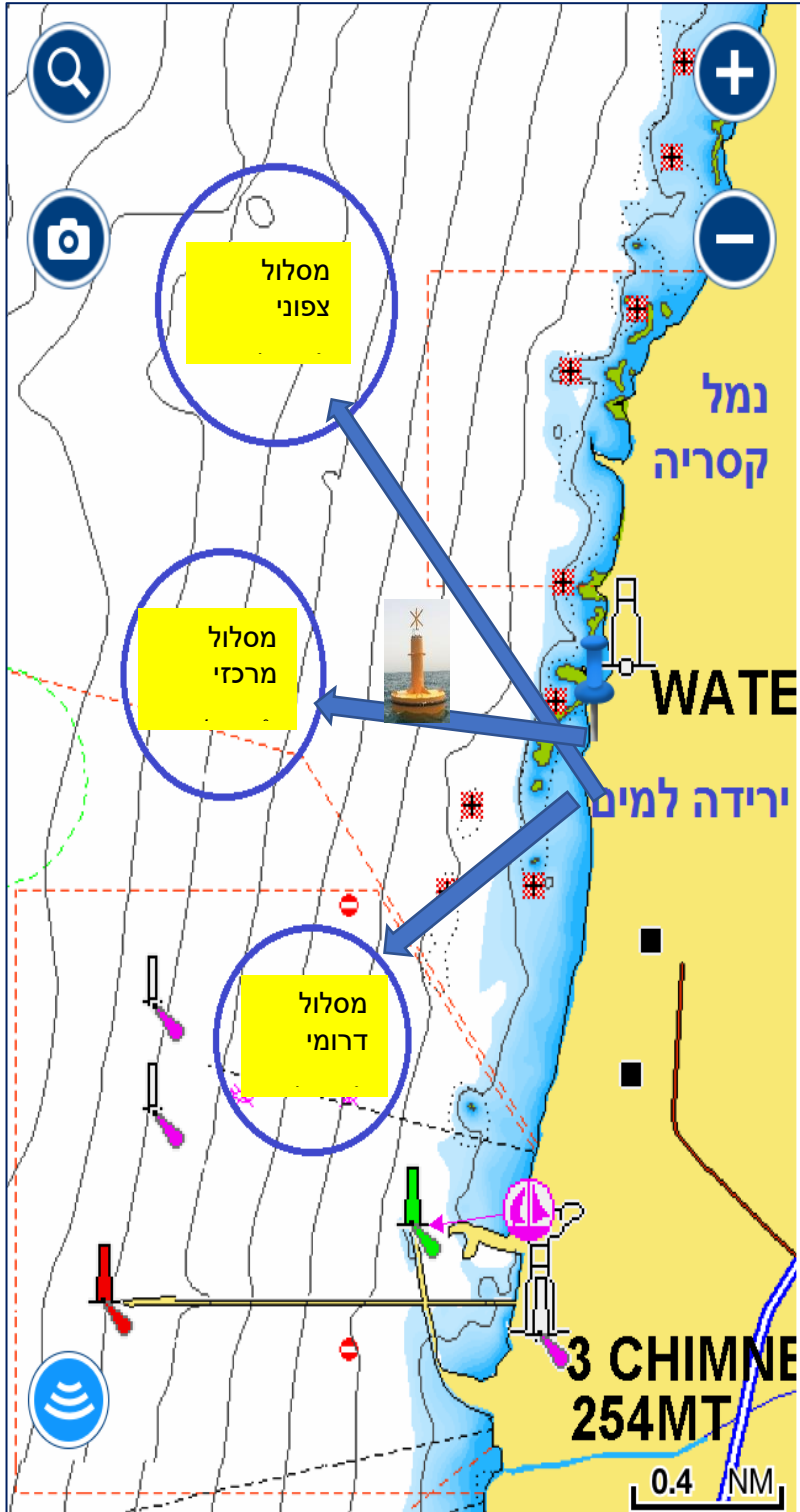 מסלול
צפוני
נמל
קסריה
מסלול
מרכזי
WATE
ירידה למים
מסלול
דרומי
3 CHIMNE
254MT
0.4 NM